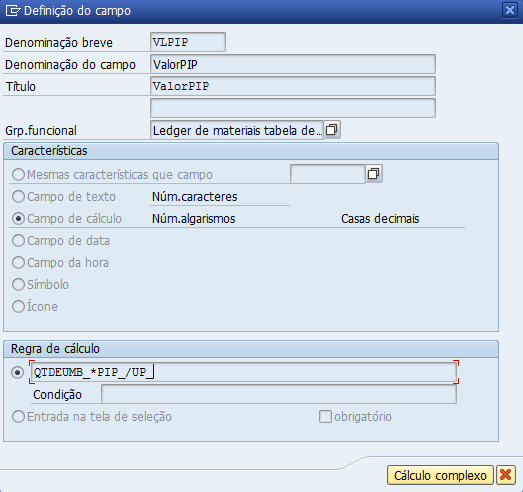 Definição do campo
Denominação breve VLPIP
Denominação do campo ValorPIP
Título ValorPIP
Grp.funcional Ledger de materiais tabela de...
Características
Mesmas características que campo
Campo de texto Núm.caracteres
Campo de cálculo Núm.algarismos Casas decimais
Campo de data
Campo da hora
Símbolo
Ícone
Regra de cálculo
QTDEUMB_*PIP_/UP_
Condição
Entrada na tela de seleção obrigatório
Cálculo complexo